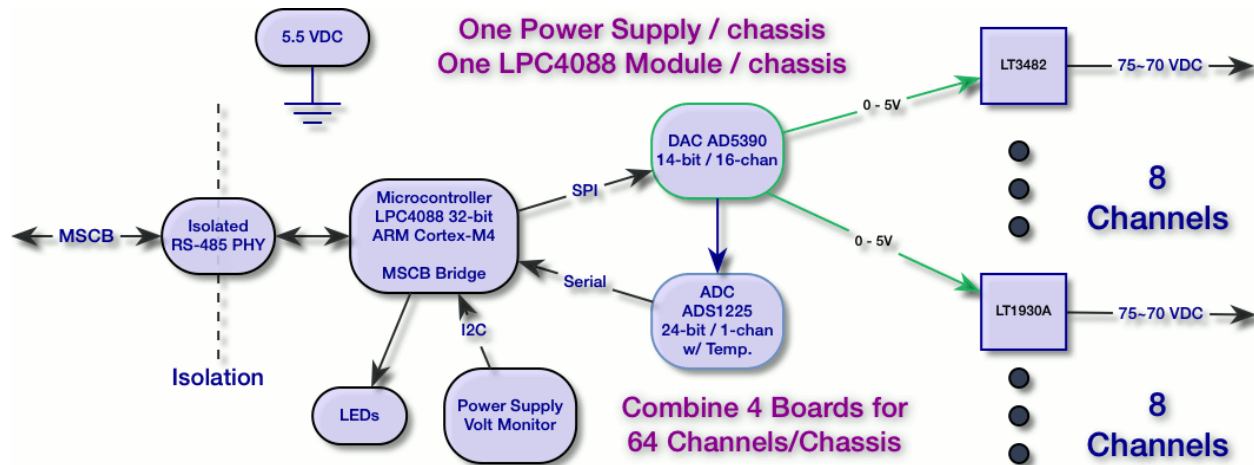 5.5 VDC
One Power Supply / chassis
One LPC4088 Module / chassis
LT3482
75~70 VDC
0 - 5V
DAC AD5390
14-bit / 16-chan
8
Channels
SPI
Microcontroller
LPC4088 32-bit
ARM Cortex-M4
MSCB Bridge
MSCB
Isolated
RS-485 PHY
0 - 5V
Serial
ADC
ADS1225
24-bit / 1-chan
w/ Temp.
LT1930A
75~70 VDC
I2C
Isolation
LEDs
Power Supply
Volt Monitor
Combine 4 Boards for
64 Channels/Chassis
8
Channels